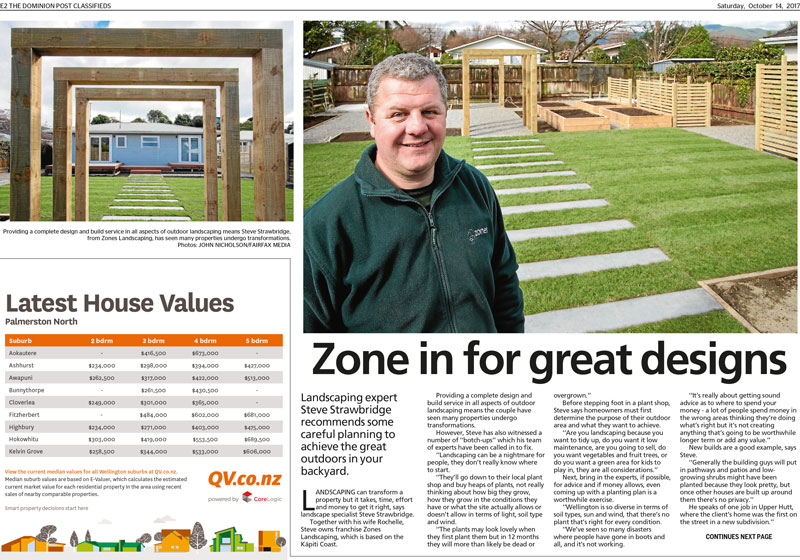 E2 THE DOMINION POST CLASSIFIEDS
Saturday, October 14, 2017
Providing a complete design and build service in all aspects of outdoor landscaping means Steve Strawbridge,
from Zones Landscaping, has seen many properties undergo transformations.
Photos: JOHN NICHOLSON/FAIRFAX MEDIA
Latest House Values
Palmerston North
Suburb 2 bdrm 3 bdrm 4 bdrm 5 bdrm
Aokautere - $416,500 $673,000 -
Ashhurst $234,000 $298,000 $394,000 $427,000
Awapuni $262,500 $317,000 $422,000 $513,000
Bunnythorpe - $261,500 $430,500 -
Cloverlea $249,000 $301,000 $365,000 -
Fitzherbert - $484,000 $602,000 $681,000
Highbury $234,000 $271,000 $403,000 $475,000
Hokowhitu $303,000 $419,000 $553,500 $689,500
Kelvin Grove $258,500 $344,000 $533,000 $606,000
View the current median values for all Wellington suburbs at QV.co.nz.
Median suburb values are based on E-Valuer, which calculates the estimated
current market value for each residential property in the area using recent
sales of nearby comparable properties.
Smart property decisions start here
QV.co.nz
powered by CoreLogic
zones
Zone in for great designs
Landscaping expert
Steve Strawbridge
recommends some
careful planning to
achieve the great
outdoors in your
backyard.
LANDSCAPING can transform a
property but it takes, time, effort
and money to get it right, says
landscape specialist Steve Strawbridge.
Together with his wife Rochelle,
Steve owns franchise Zones
Landscaping, which is based on the
Kāpiti Coast.
Providing a complete design and
build service in all aspects of outdoor
landscaping means the couple have
seen many properties undergo
transformations.
However, Steve has also witnessed a
number of "botch-ups" which his team
of experts have been called in to fix.
"Landscaping can be a nightmare for
people, they don't really know where
to start.
"They'll go down to their local plant
shop and buy heaps of plants, not really
thinking about how big they grow,
how they grow in the conditions they
have or what the site actually allows or
doesn't allow in terms of light, soil type
and wind.
"The plants may look lovely when
they first plant them but in 12 months
they will more than likely be dead or
overgrown."
Before stepping foot in a plant shop,
Steve says homeowners must first
determine the purpose of their outdoor
area and what they want to achieve.
"Are you landscaping because you
want to tidy up, do you want it low
maintenance, are you going to sell, do
you want vegetables and fruit trees, or
do you want a green area for kids to
play in, they are all considerations."
Next, bring in the experts, if possible,
for advice and if money allows, even
coming up with a planting plan is a
worthwhile exercise.
"Wellington is so diverse in terms of
soil types, sun and wind, that there's no
plant that's right for every condition.
"We've seen so many disasters
where people have gone in boots and
all, and it's not working.
"It's really about getting sound
advice as to where to spend your
money - a lot of people spend money in
the wrong areas thinking they're doing
what's right but it's not creating
anything that's going to be worthwhile
longer term or add any value."
New builds are a good example, says
Steve.
"Generally the building guys will put
in pathways and patios and low-
growing shrubs might have been
planted because they look pretty, but
once other houses are built up around
them there's no privacy."
He speaks of one job in Upper Hutt,
where the client's home was the first on
the street in a new subdivision."
CONTINUES NEXT PAGE